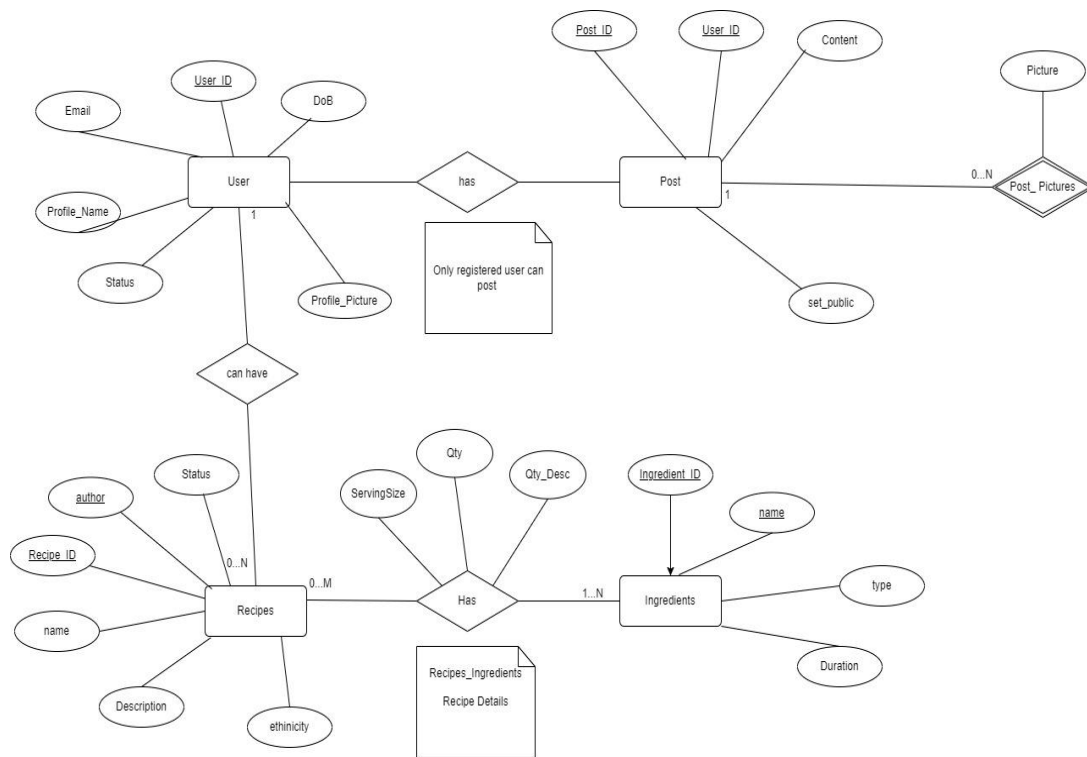 Post_ID
User_ID
Content
Picture
User_ID
DoB
Email
User
has
Post
0...N
Post_ Pictures
1
1
Profile_Name
Status
Profile_Picture
Only registered user can
post
set_public
can have
Status
Qty
Qty_Desc
Ingredient_ID
author
ServingSize
name
Recipe_ID
0...N
0...M
Recipes
Has
1...N
Ingredients
type
name
Recipes_Ingredients
Recipe Details
Duration
Description
ethinicity